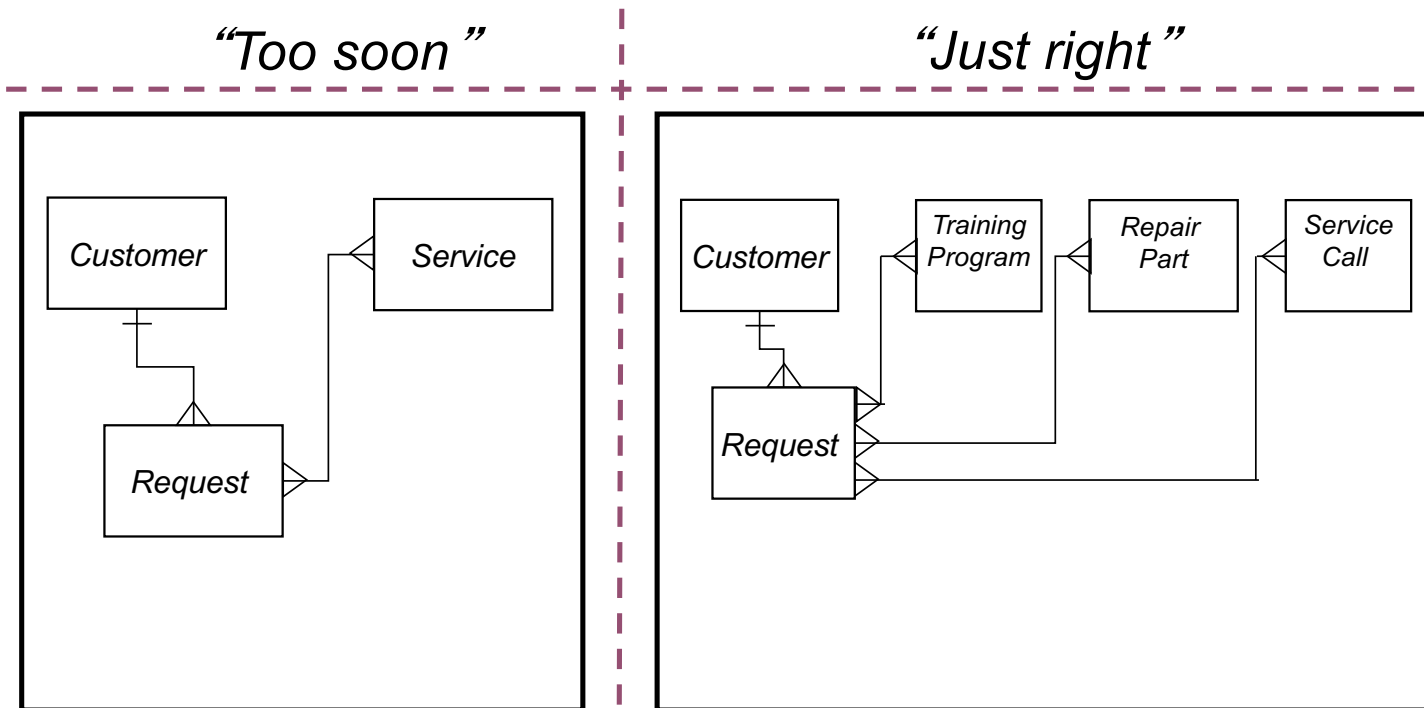 “Too soon”
“Just right”
Customer
Service
Request
Customer
Training
Program
Repair
Part
Service
Call
Request